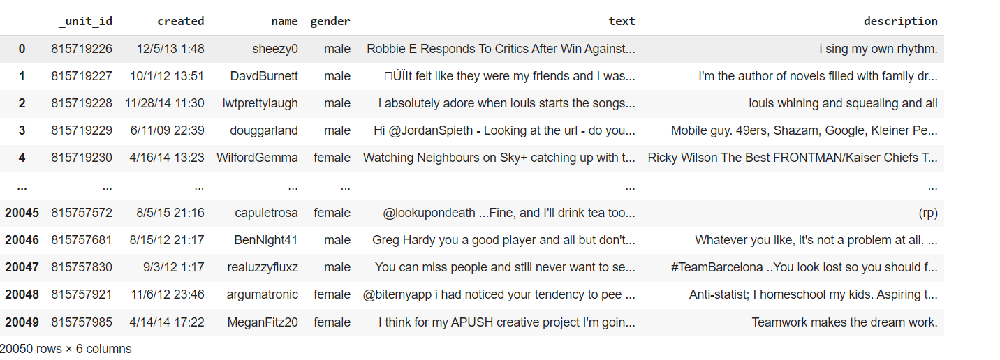 _unit_id created name gender text description
0 815719226 12/5/13 1:48 sheezy0 male Robbie E Responds To Critics After Win Against... i sing my own rhythm.
1 815719227 10/1/12 13:51 DavdBurnett male □ÛÏIt felt like they were my friends and I was... I'm the author of novels filled with family dr...
2 815719228 11/28/14 11:30 lwtprettylaugh male i absolutely adore when louis starts the songs... louis whining and squealing and all
3 815719229 6/11/09 22:39 douggarland male Hi @JordanSpieth - Looking at the url - do you... Mobile guy. 49ers, Shazam, Google, Kleiner Pe...
4 815719230 4/16/14 13:23 WilfordGemma female Watching Neighbours on Sky+ catching up with t... Ricky Wilson The Best FRONTMAN/Kaiser Chiefs T...
... ... ... ... ... ... ...
20045 815757572 8/5/15 21:16 capuletrosa female @lookupondeath ...Fine, and I'll drink tea too... (rp)
20046 815757681 8/15/12 21:17 BenNight41 male Greg Hardy you a good player and all but don't... Whatever you like, it's not a problem at all. ...
20047 815757830 9/3/12 1:17 realuzzyfluxz male You can miss people and still never want to se... #TeamBarcelona ..You look lost so you should f...
20048 815757921 11/6/12 23:46 argumatronic female @bitemyapp i had noticed your tendency to pee ... Anti-statist; I homeschool my kids. Aspiring t...
20049 815757985 4/14/14 17:22 MeganFitz20 female I think for my APUSH creative project I'm goin... Teamwork makes the dream work.
20050 rows × 6 columns